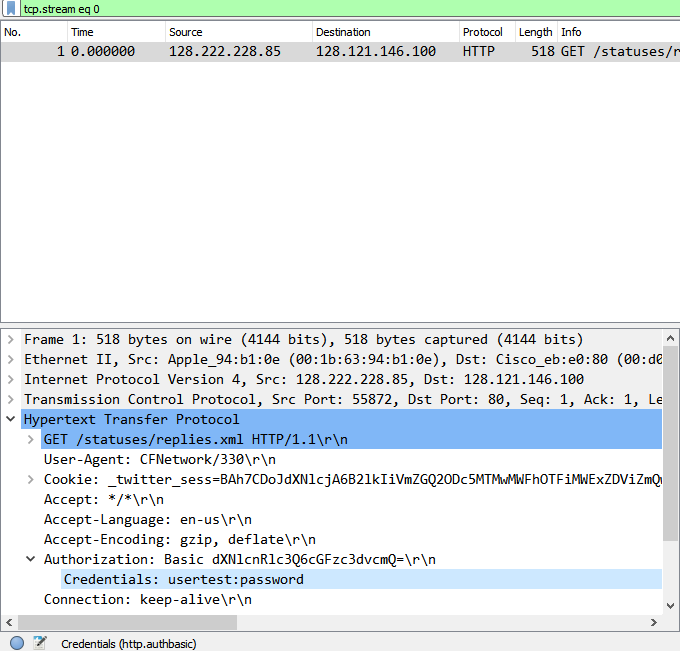 tcp.stream eq 0
No. Time Source Destination Protocol Length Info
1 0.000000 128.222.228.85 128.121.146.100 HTTP 518 GET /statuses/r
Frame 1: 518 bytes on wire (4144 bits), 518 bytes captured (4144 bits)
Ethernet II, Src: Apple_94:b1:0e (00:1b:63:94:b1:0e), Dst: Cisco_eb:e0:80 (00:d0
Internet Protocol Version 4, Src: 128.222.228.85, Dst: 128.121.146.100
Transmission Control Protocol, Src Port: 55872, Dst Port: 80, Seq: 1, Ack: 1, Le
Hypertext Transfer Protocol
GET /statuses/replies.xml HTTP/1.1\r\n
User-Agent: CFNetwork/330\r\n
Cookie: _twitter_sess=BAh7CDoJdXNlcjA6B2lkIiVmZGQ2ODc5MTMwMWFhOTFiMWExZDViZmQw
Accept: */*\r\n
Accept-Language: en-us\r\n
Accept-Encoding: gzip, deflate\r\n
Authorization: Basic dXNlcnRlc3Q6cGFzc3dvcmQ=\r\n
Credentials: usertest:password
Connection: keep-alive\r\n
Credentials (http.authbasic)